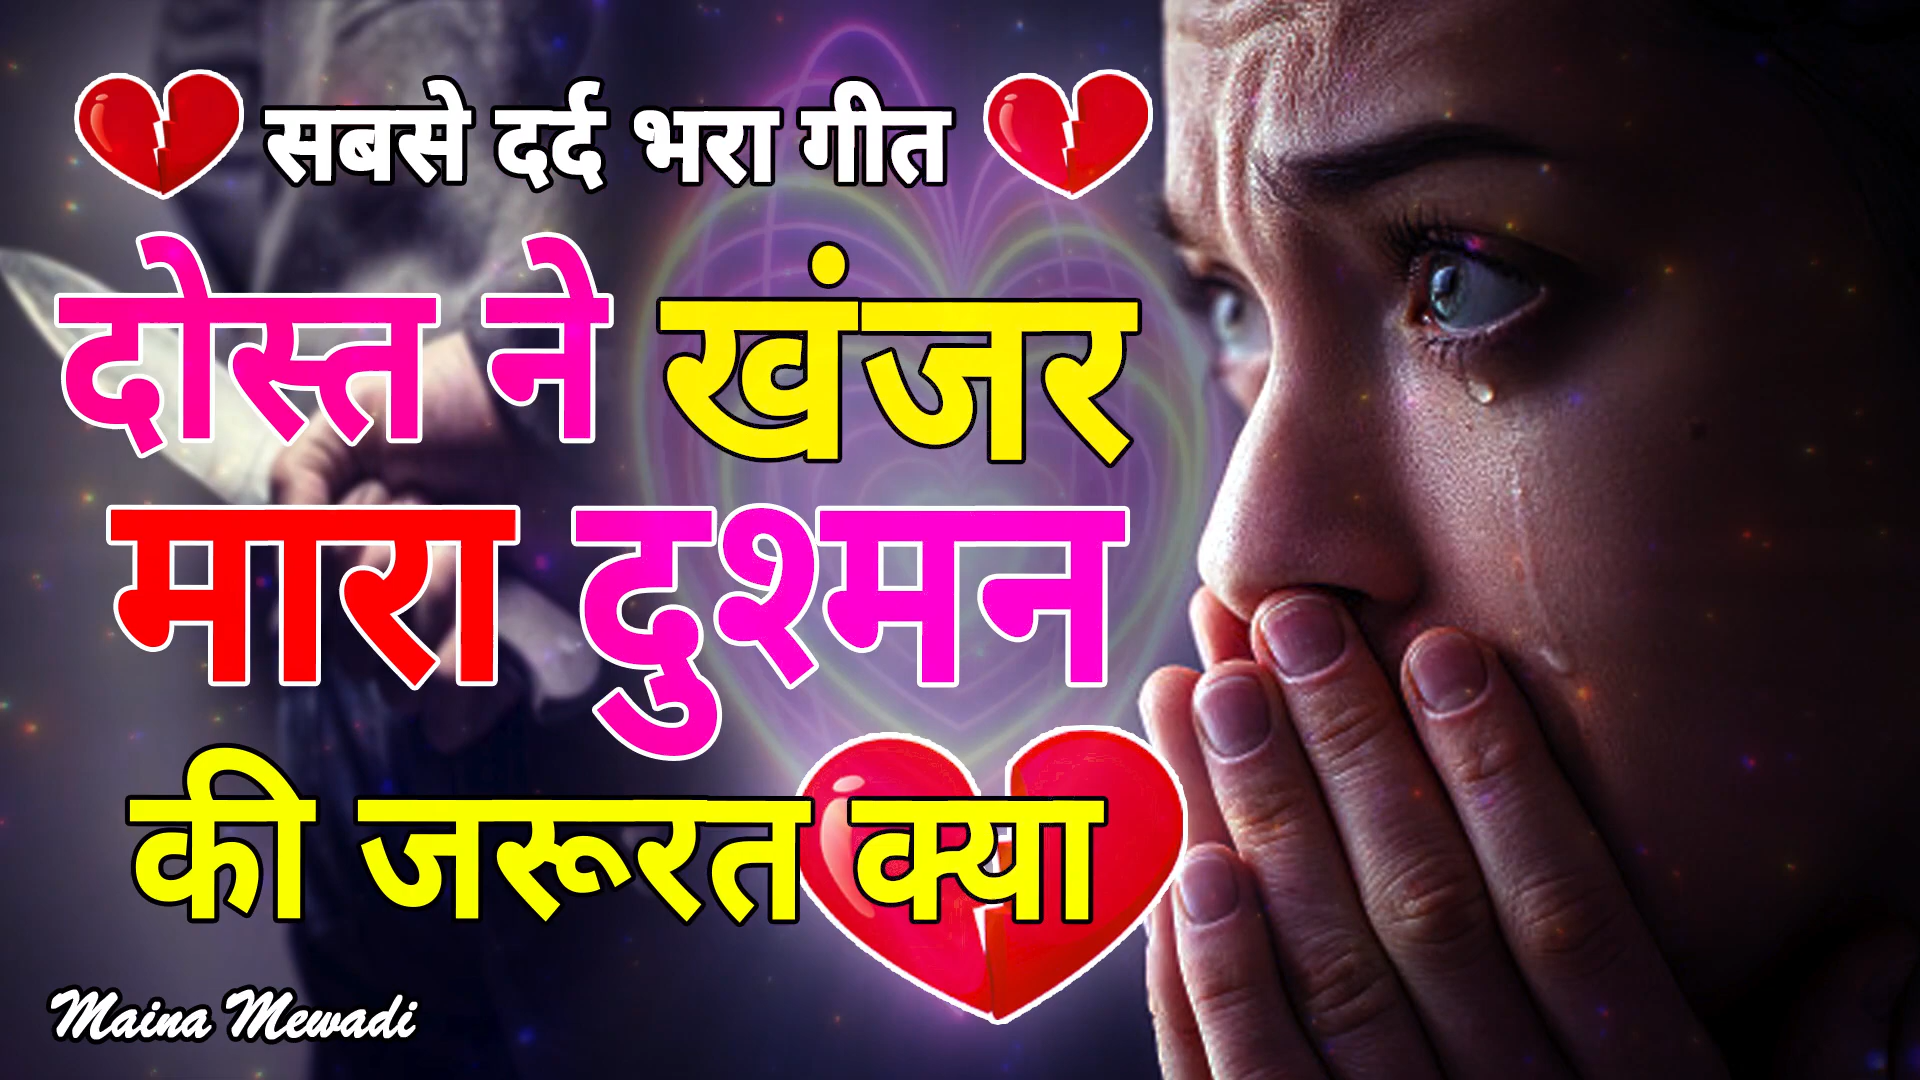 सबसे दर्द भरा गीत
दोस्त ने खंजर
मारा दुश्मन
की जरूरत क्या
Maina Mewadi